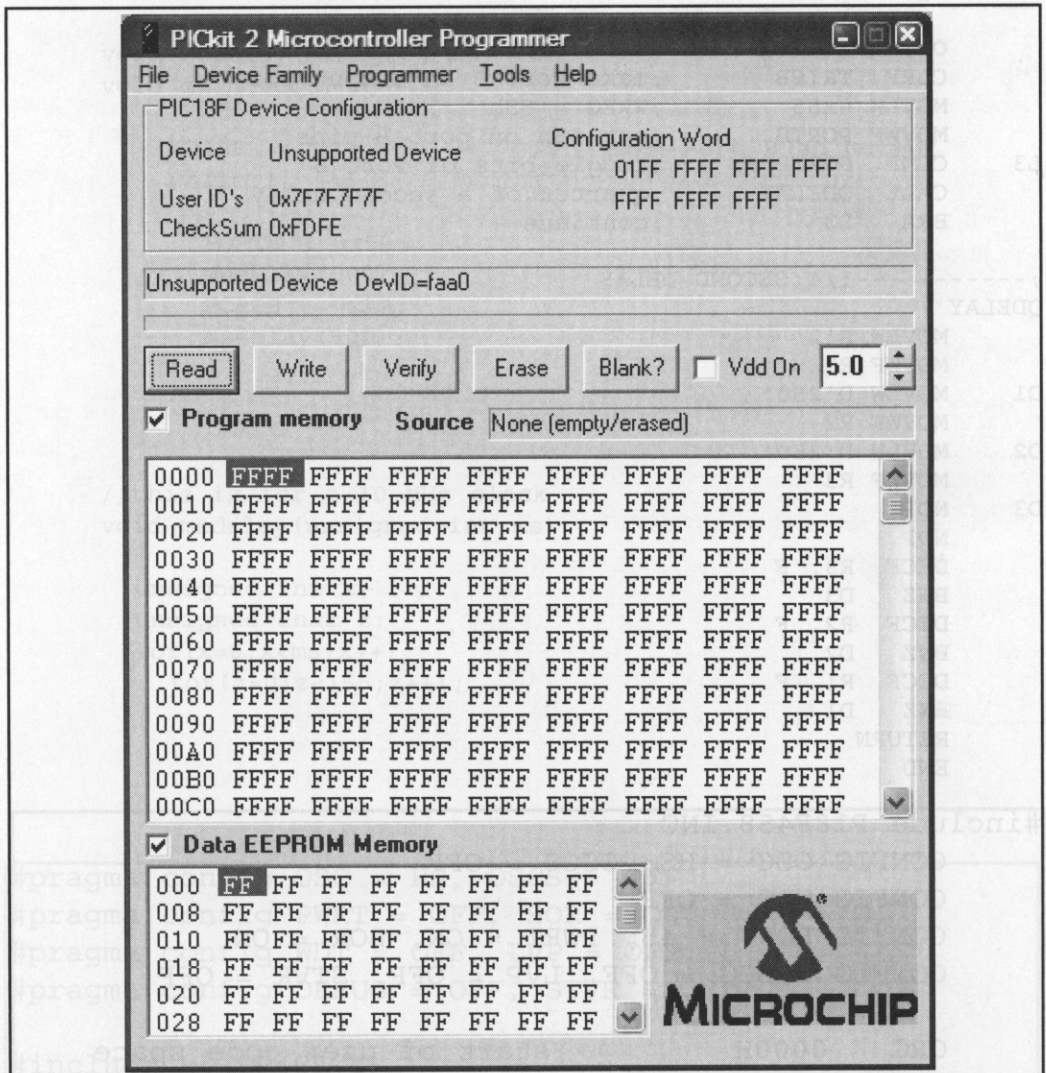 PICkit 2 Microcontroller Programmer
File Device Family Programmer Tools Help
PIC18F Device Configuration
Device Unsupported Device
Configuration Word
01FF FFFF FFFF FFFF
User ID's 0x7F7F7F7F
FFFF FFFF FFFF
CheckSum 0xFDFE
Unsupported Device DevID=faa0
Read Write Verify Erase Blank? Vdd On 5.0
Program memory Source None (empty/erased)
0000 FFFF FFFF FFFF FFFF FFFF FFFF FFFF FFFF
0010 FFFF FFFF FFFF FFFF FFFF FFFF FFFF FFFF
0020 FFFF FFFF FFFF FFFF FFFF FFFF FFFF FFFF
0030 FFFF FFFF FFFF FFFF FFFF FFFF FFFF FFFF
0040 FFFF FFFF FFFF FFFF FFFF FFFF FFFF FFFF
0050 FFFF FFFF FFFF FFFF FFFF FFFF FFFF FFFF
0060 FFFF FFFF FFFF FFFF FFFF FFFF FFFF FFFF
0070 FFFF FFFF FFFF FFFF FFFF FFFF FFFF FFFF
0080 FFFF FFFF FFFF FFFF FFFF FFFF FFFF FFFF
0090 FFFF FFFF FFFF FFFF FFFF FFFF FFFF FFFF
00A0 FFFF FFFF FFFF FFFF FFFF FFFF FFFF FFFF
00B0 FFFF FFFF FFFF FFFF FFFF FFFF FFFF FFFF
00C0 FFFF FFFF FFFF FFFF FFFF FFFF FFFF FFFF
Data EEPROM Memory
000 FF FF FF FF FF FF FF FF
008 FF FF FF FF FF FF FF FF
010 FF FF FF FF FF FF FF FF
018 FF FF FF FF FF FF FF FF
020 FF FF FF FF FF FF FF FF
028 FF FF FF FF FF FF FF FF
MICROCHIP